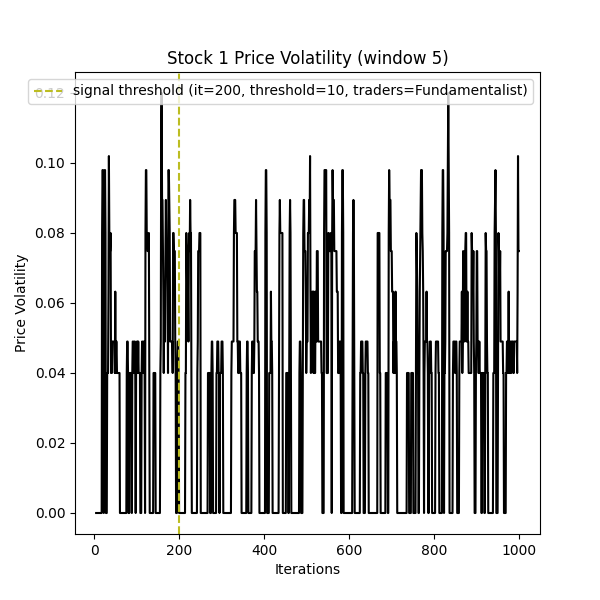 Stock 1 Price Volatility (window 5)
signal threshold (it=200, threshold=10, traders=Fundamentalist)
0.12
0.10
0.08
0.06
0.04
0.02
0.00
Price Volatility
0 200 400 600 800 1000
Iterations